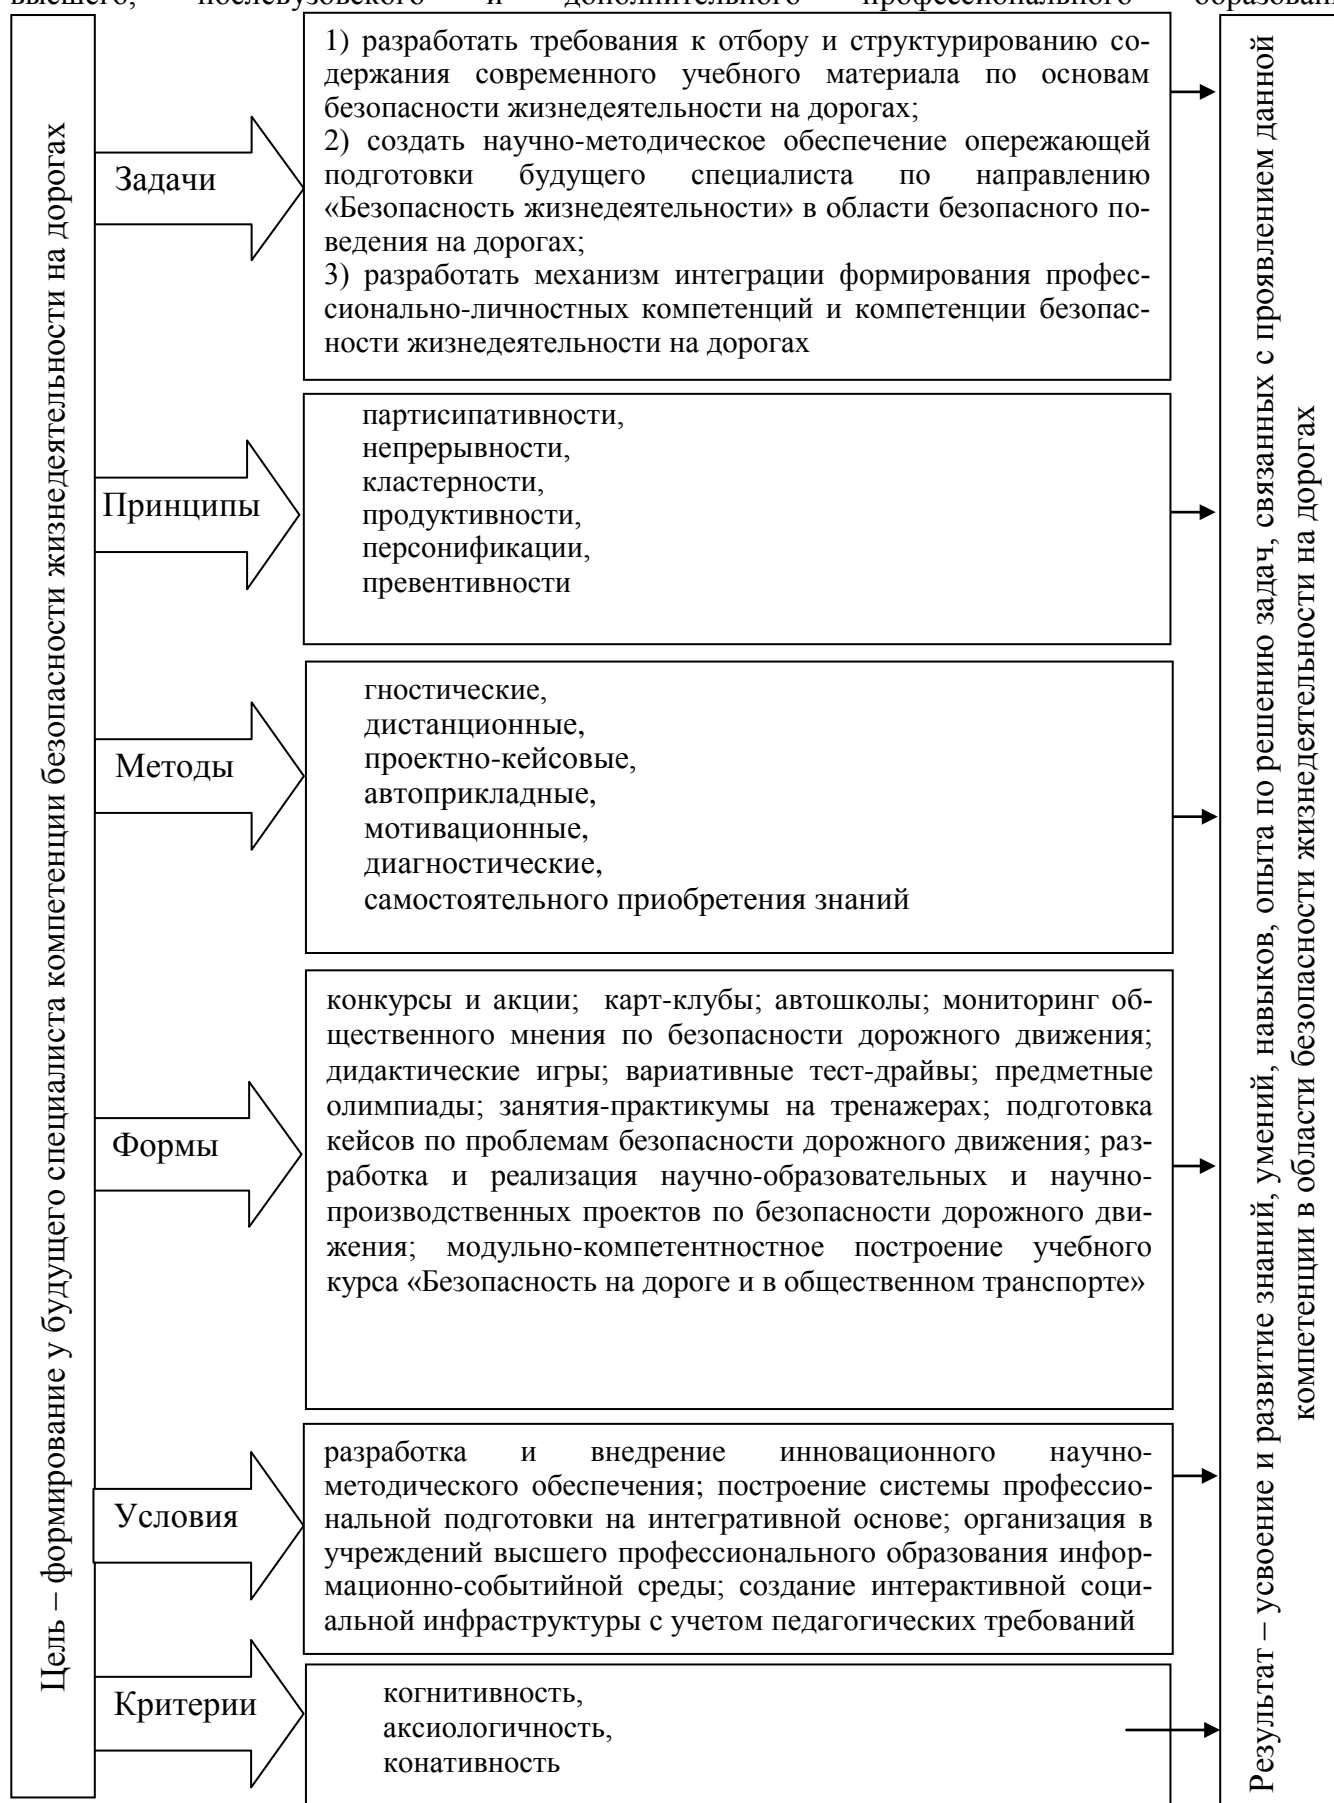 высшего, послевузовского и дополнительного профессионального
Цель – формирование у будущего специалиста компетенции безопасности жизнедеятельности на дорогах
Задачи
1) разработать требования к отбору и структурированию со-
держания современного учебного материала по основам
безопасности жизнедеятельности на дорогах;
2) создать научно-методическое обеспечение опережающей
подготовки будущего специалиста по направлению
«Безопасность жизнедеятельности» в области безопасного по-
ведения на дорогах;
3) разработать механизм интеграции формирования профес-
сионально-личностных компетенций и компетенции безопас-
ности жизнедеятельности на дорогах
Принципы
партисипативности,
непрерывности,
кластерности,
продуктивности,
персонификации,
превентивности
Методы
гностические,
дистанционные,
проектно-кейсовые,
автоприкладные,
мотивационные,
диагностические,
самостоятельного приобретения знаний
Формы
конкурсы и акции; карт-клубы; автошколы; мониторинг об-
щественного мнения по безопасности дорожного движения;
дидактические игры; вариативные тест-драйвы; предметные
олимпиады; занятия-практикумы на тренажерах; подготовка
кейсов по проблемам безопасности дорожного движения; раз-
работка и реализация научно-образовательных и научно-
производственных проектов по безопасности дорожного дви-
жения; модульно-компетентностное построение учебного
курса «Безопасность на дороге и в общественном транспорте»
Условия
разработка и внедрение инновационного научно-
методического обеспечения; построение системы профессио-
нальной подготовки на интегративной основе; организация в
учреждений высшего профессионального образования инфор-
мационно-событийной среды; создание интерактивной соци-
альной инфраструктуры с учетом педагогических требований
Критерии
когнитивность,
аксиологичность,
конативность
Результат – усвоение и развитие знаний, умений, навыков, опыта по решению задач, связанных с проявлением данной
компетенции в области безопасности жизнедеятельности на дорогах